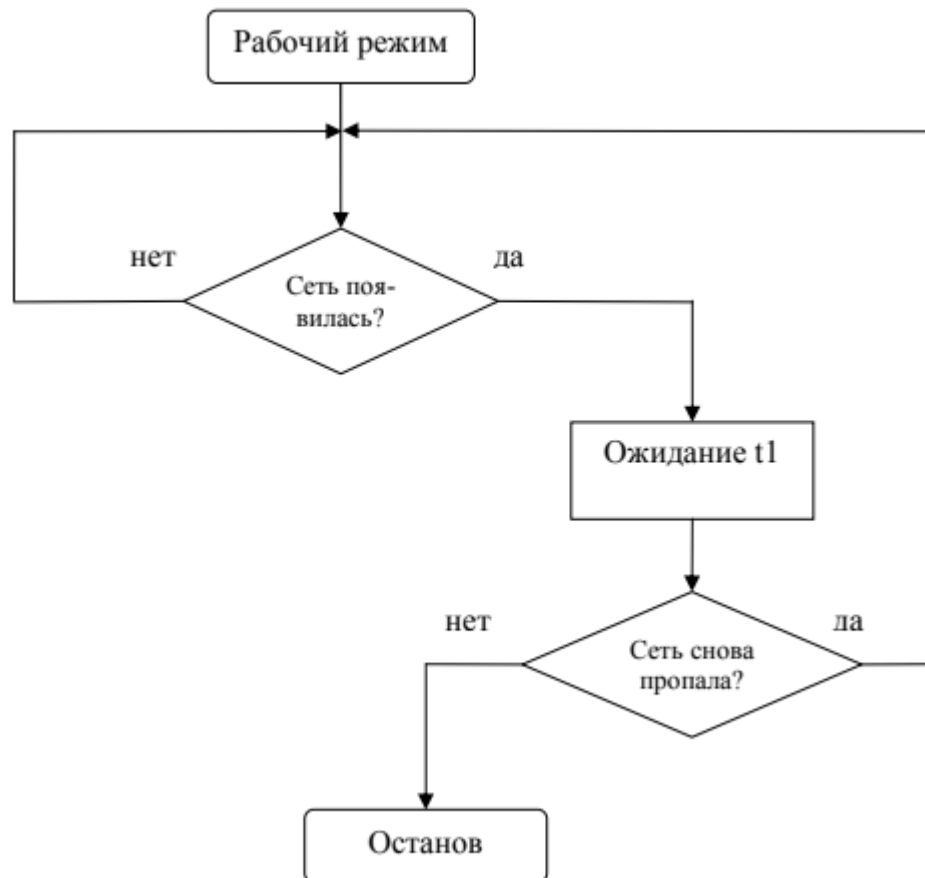 Рабочий режим
нет
да
Сеть поя-
вилась?
Ожидание t1
нет
да
Сеть снова
пропала?
Останов